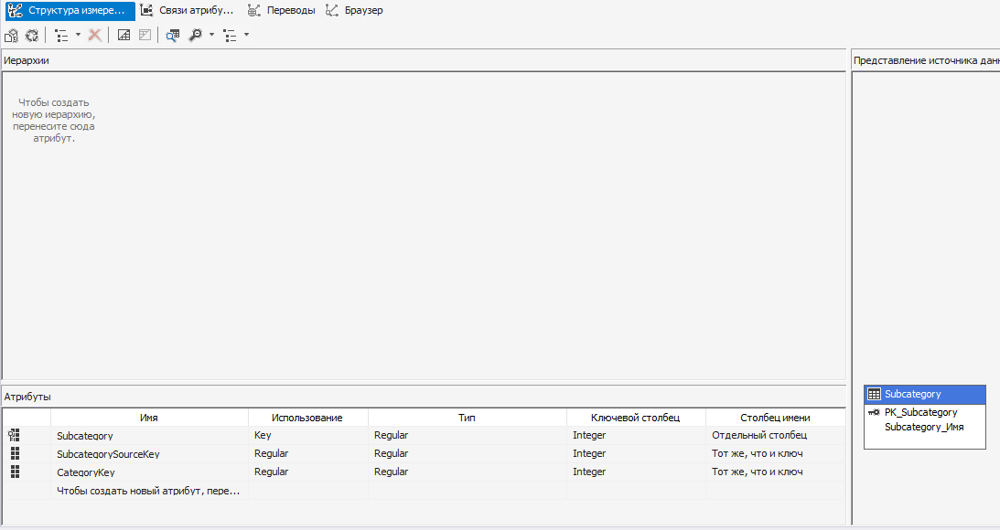 Структура измере... Связи атрибу... Переводы Браузер
Иерархии
Чтобы создать
новую иерархию,
перенесите сюда
атрибут.
Представление источника данн
Subcategory
PK_Subcategory
Subcategory_Имя
Атрибуты
Имя Использование Тип Ключевой столбец Столбец имени
Subcategory Key Regular Integer Отдельный столбец
SubcategorySourceKey Regular Regular Integer Тот же, что и ключ
CategoryKey Regular Regular Integer Тот же, что и ключ
Чтобы создать новый атрибут, пере...